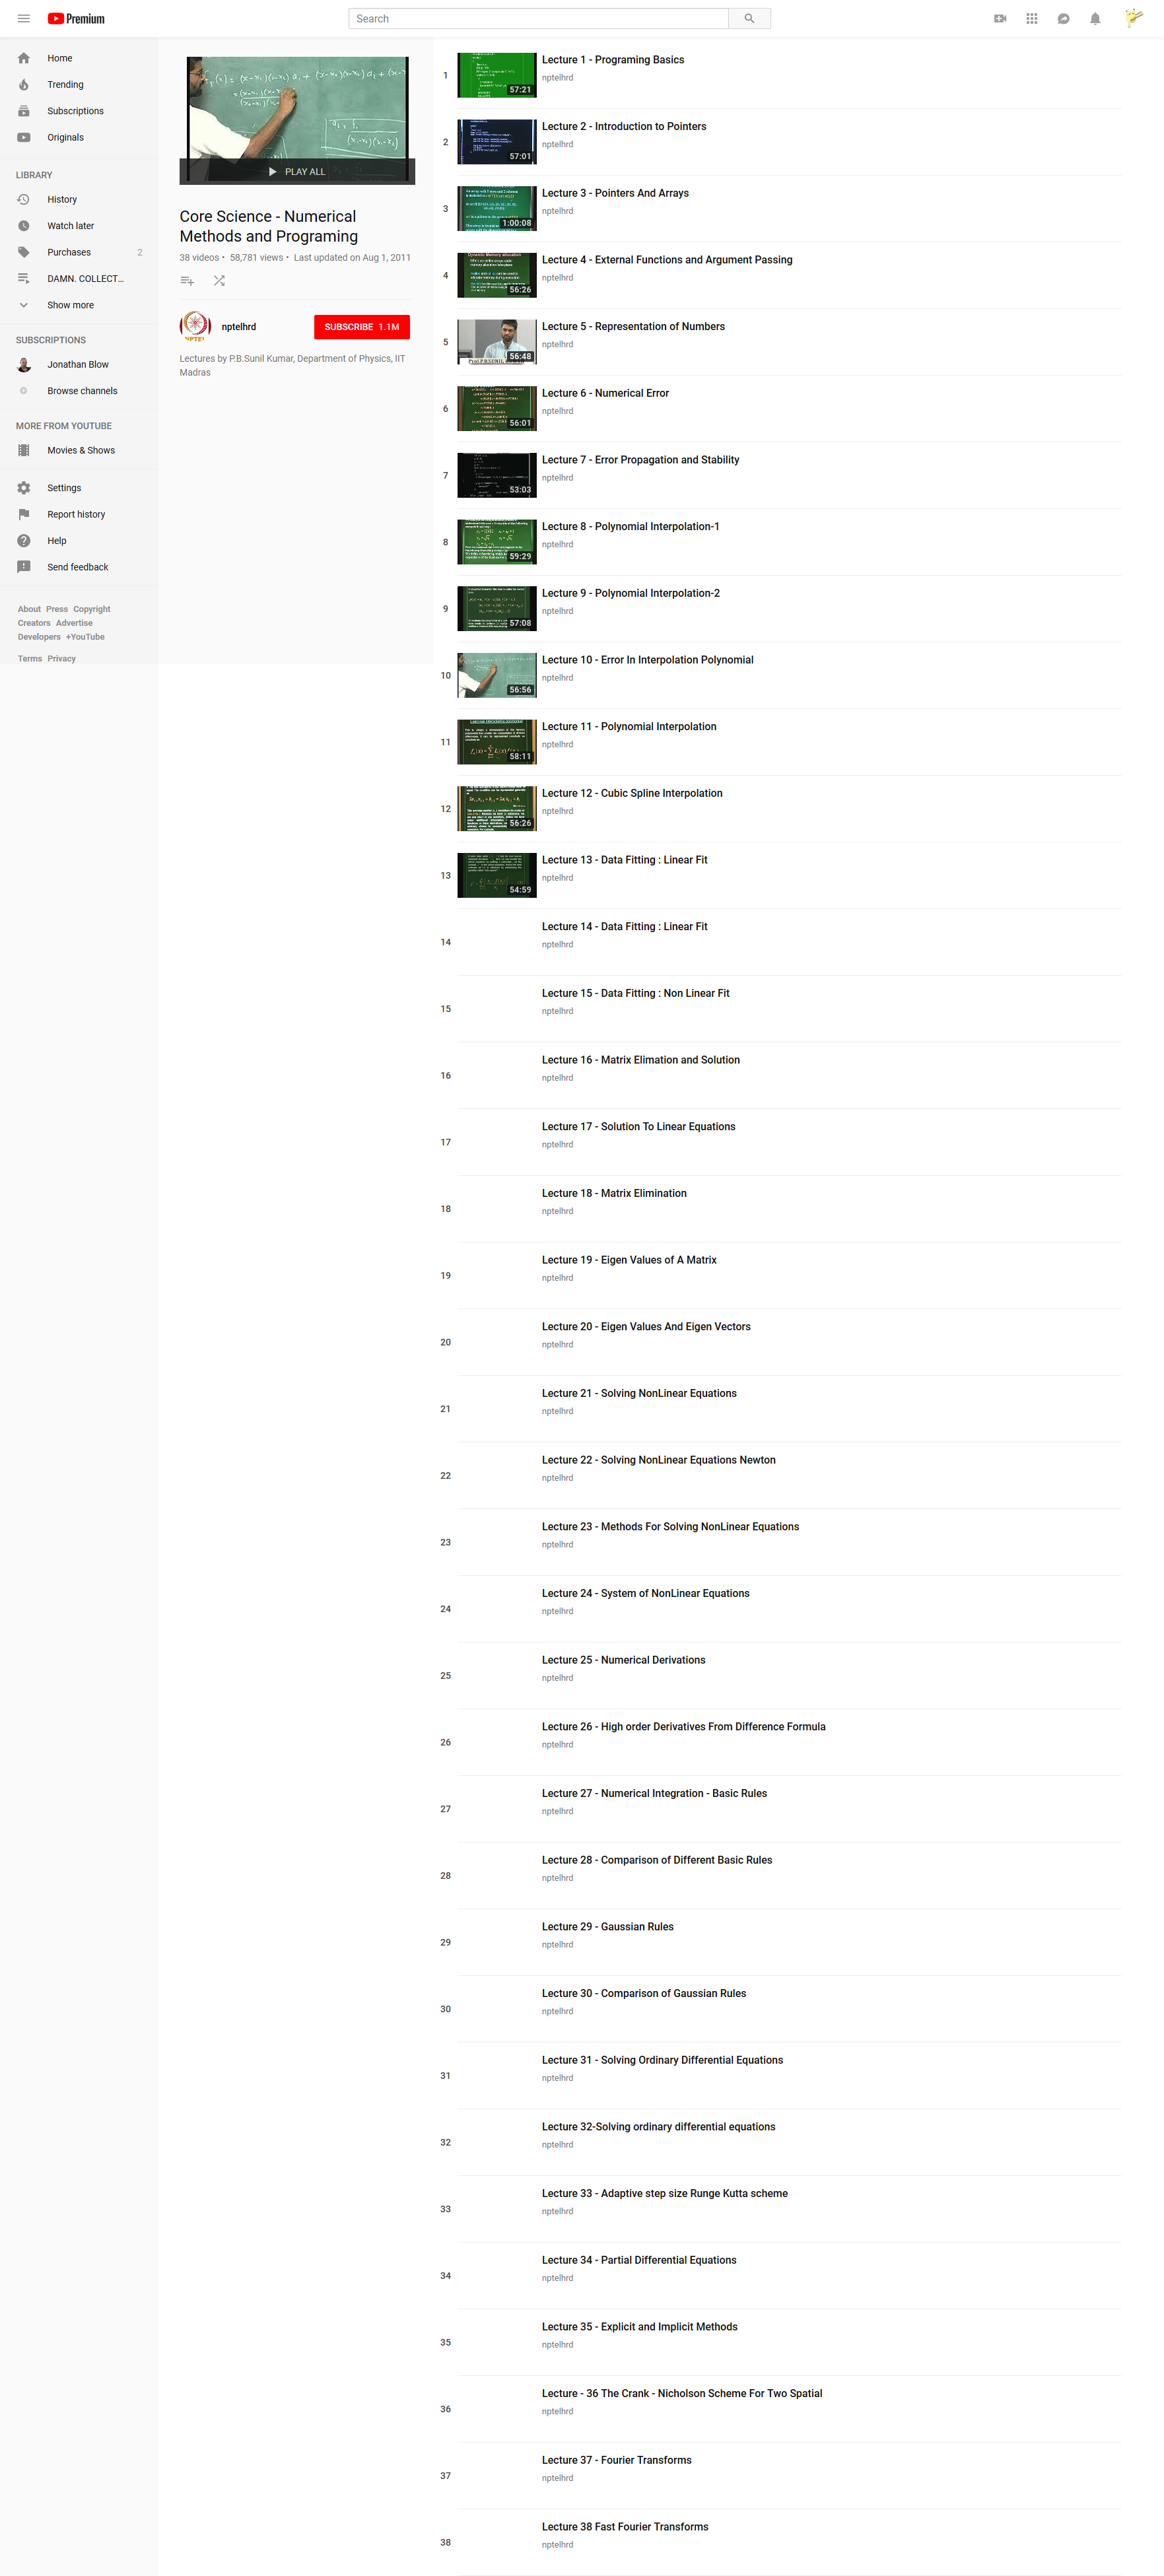 Premium
Search
Home
Trending
Subscriptions
Originals
LIBRARY
History
Watch later
Purchases 2
DAMN. COLLECT...
Show more
SUBSCRIPTIONS
Jonathan Blow
Browse channels
MORE FROM YOUTUBE
Movies & Shows
Settings
Report history
Help
Send feedback
About Press Copyright
Creators Advertise
Developers +YouTube
Terms Privacy
PLAY ALL
Core Science - Numerical
Methods and Programing
38 videos • 58,781 views • Last updated on Aug 1, 2011
nptelhrd
SUBSCRIBE 1.1M
Lectures by P.B.Sunil Kumar, Department of Physics, IIT
Madras
1
57:21
Lecture 1 - Programing Basics
nptelhrd
2
57:01
Lecture 2 - Introduction to Pointers
nptelhrd
3
1:00:08
Lecture 3 - Pointers And Arrays
nptelhrd
4
56:26
Lecture 4 - External Functions and Argument Passing
nptelhrd
5
56:48
Lecture 5 - Representation of Numbers
nptelhrd
6
56:01
Lecture 6 - Numerical Error
nptelhrd
7
53:03
Lecture 7 - Error Propagation and Stability
nptelhrd
8
59:29
Lecture 8 - Polynomial Interpolation-1
nptelhrd
9
57:08
Lecture 9 - Polynomial Interpolation-2
nptelhrd
10
56:56
Lecture 10 - Error In Interpolation Polynomial
nptelhrd
11
58:11
Lecture 11 - Polynomial Interpolation
nptelhrd
12
56:26
Lecture 12 - Cubic Spline Interpolation
nptelhrd
13
54:59
Lecture 13 - Data Fitting : Linear Fit
nptelhrd
14
Lecture 14 - Data Fitting : Linear Fit
nptelhrd
15
Lecture 15 - Data Fitting : Non Linear Fit
nptelhrd
16
Lecture 16 - Matrix Elimation and Solution
nptelhrd
17
Lecture 17 - Solution To Linear Equations
nptelhrd
18
Lecture 18 - Matrix Elimination
nptelhrd
19
Lecture 19 - Eigen Values of A Matrix
nptelhrd
20
Lecture 20 - Eigen Values And Eigen Vectors
nptelhrd
21
Lecture 21 - Solving NonLinear Equations
nptelhrd
22
Lecture 22 - Solving NonLinear Equations Newton
nptelhrd
23
Lecture 23 - Methods For Solving NonLinear Equations
nptelhrd
24
Lecture 24 - System of NonLinear Equations
nptelhrd
25
Lecture 25 - Numerical Derivations
nptelhrd
26
Lecture 26 - High order Derivatives From Difference Formula
nptelhrd
27
Lecture 27 - Numerical Integration - Basic Rules
nptelhrd
28
Lecture 28 - Comparison of Different Basic Rules
nptelhrd
29
Lecture 29 - Gaussian Rules
nptelhrd
30
Lecture 30 - Comparison of Gaussian Rules
nptelhrd
31
Lecture 31 - Solving Ordinary Differential Equations
nptelhrd
32
Lecture 32-Solving ordinary differential equations
nptelhrd
33
Lecture 33 - Adaptive step size Runge Kutta scheme
nptelhrd
34
Lecture 34 - Partial Differential Equations
nptelhrd
35
Lecture 35 - Explicit and Implicit Methods
nptelhrd
36
Lecture - 36 The Crank - Nicholson Scheme For Two Spatial
nptelhrd
37
Lecture 37 - Fourier Transforms
nptelhrd
38
Lecture 38 Fast Fourier Transforms
nptelhrd